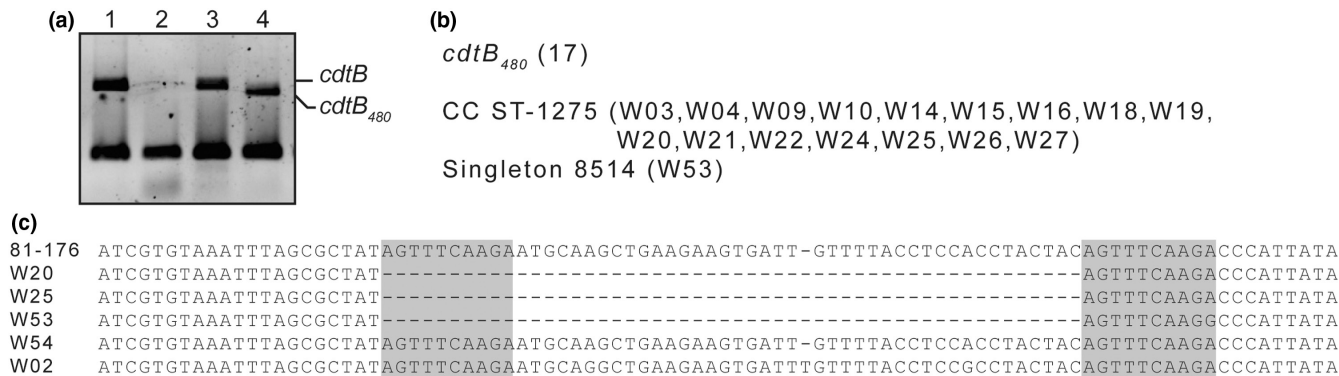 (a)
1 2 3 4
cdtB
cdtB480
(b)
cdtB480 (17)
CC ST-1275 (W03,W04,W09,W10,W14,W15,W16,W18,W19,
W20,W21,W22,W24,W25,W26,W27)
Singleton 8514 (W53)
(c)
81-176 ATCGTGTAAATTTAGCGCTATAGTTTCAAGAATGCAAGCTGAAGAAGTGATT-GTTTTACCTCCACCTACTACAGTTTCAAGACCCATTATA
W20 ATCGTGTAAATTTAGCGCTAT----------------------------------------------------AGTTTCAAGACCCATTATA
W25 ATCGTGTAAATTTAGCGCTAT----------------------------------------------------AGTTTCAAGACCCATTATA
W53 ATCGTGTAAATTTAGCGCTAT----------------------------------------------------AGTTTCAAGGCCCATTATA
W54 ATCGTGTAAATTTAGCGCTATAGTTTCAAGAATGCAAGCTGAAGAAGTGATT-GTTTTACCTCCACCTACTACAGTTTCAAGACCCATTATA
W02 ATCGTGTAAATTTAGCGCTATAGTTTCAAGAATGCAGGCTGAAGAAGTGATTTGTTTTACCTCCGCCTACTACAGTTTCAAGACCCATTATA